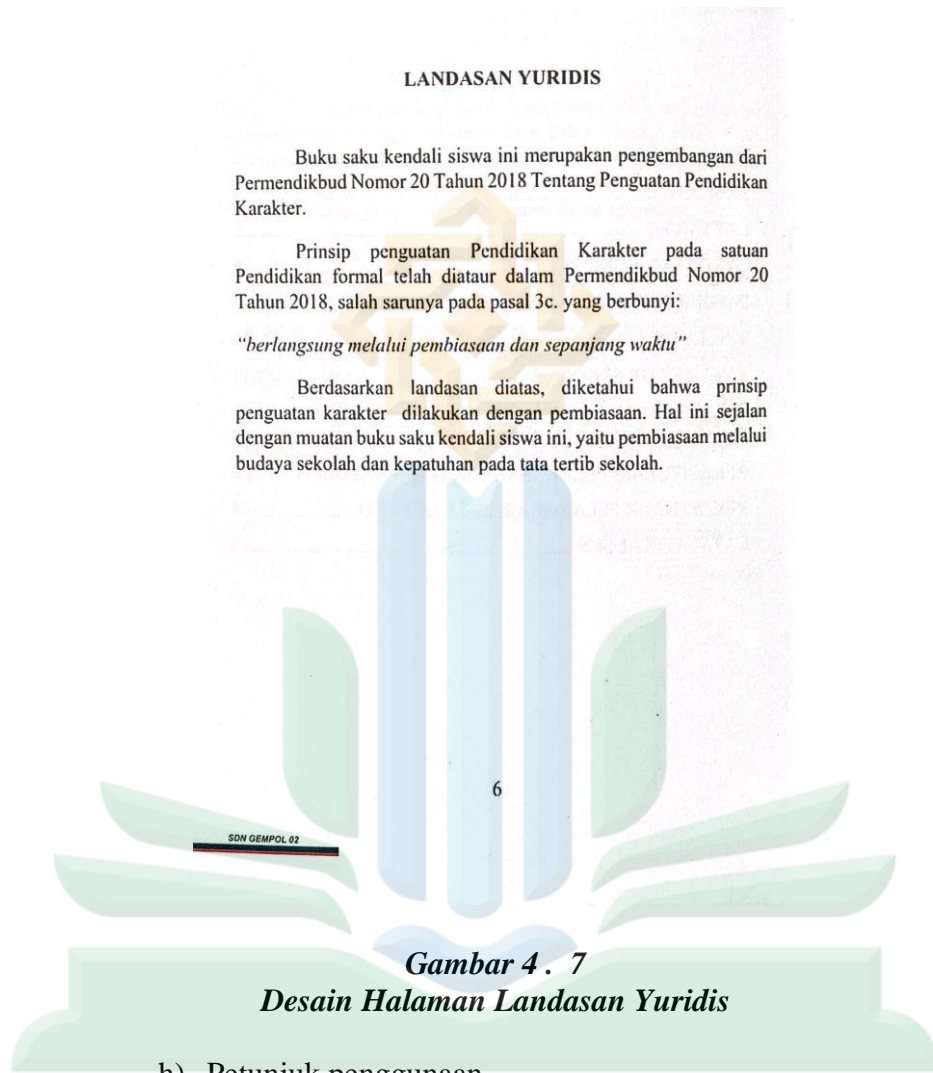 LANDASAN YURIDIS
Buku saku kendali siswa ini merupakan pengembangan dari
Permendikbud Nomor 20 Tahun 2018 Tentang Penguatan Pendidikan
Karakter.
Prinsip penguatan Pendidikan Karakter pada satuan
Pendidikan formal telah diataur dalam Permendikbud Nomor 20
Tahun 2018, salah sarunya pada pasal 3c. yang berbunyi:
“berlangsung melalui pembiasaan dan sepanjang waktu”
Berdasarkan landasan diatas, diketahui bahwa prinsip
penguatan karakter dilakukan dengan pembiasaan. Hal ini sejalan
dengan muatan buku saku kendali siswa ini, yaitu pembiasaan melalui
budaya sekolah dan kepatuhan pada tata tertib sekolah.
6
SDN GEMPOL 02
Gambar 4 . 7
Desain Halaman Landasan Yuridis
h) Petunjuk penggunaan